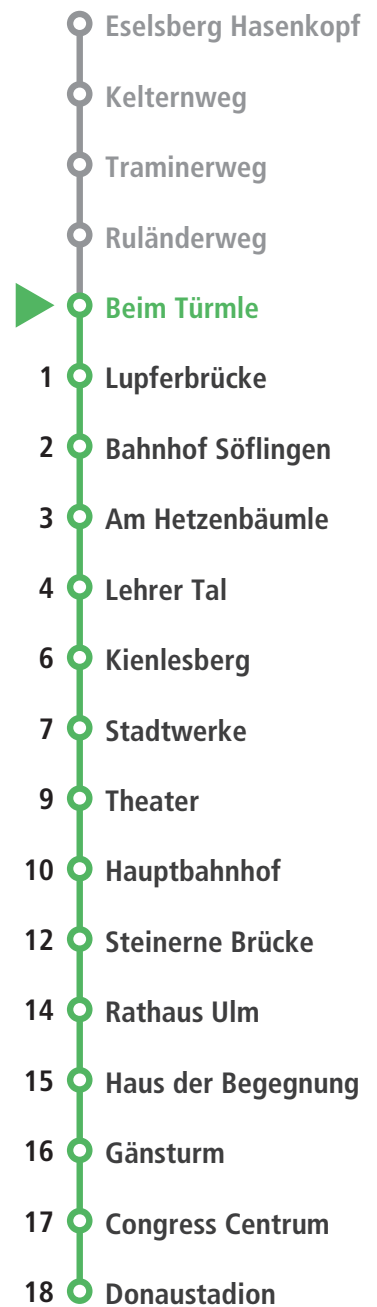 Eselsberg Hasenkopf
Kelternweg
Traminerweg
Ruländerweg
Beim Türmle
1 Lupferbrücke
2 Bahnhof Söflingen
3 Am Hetzenbäumle
4 Lehrer Tal
6 Kienlesberg
7 Stadtwerke
9 Theater
10 Hauptbahnhof
12 Steinerne Brücke
14 Rathaus Ulm
15 Haus der Begegnung
16 Gänsturm
17 Congress Centrum
18 Donaustadion